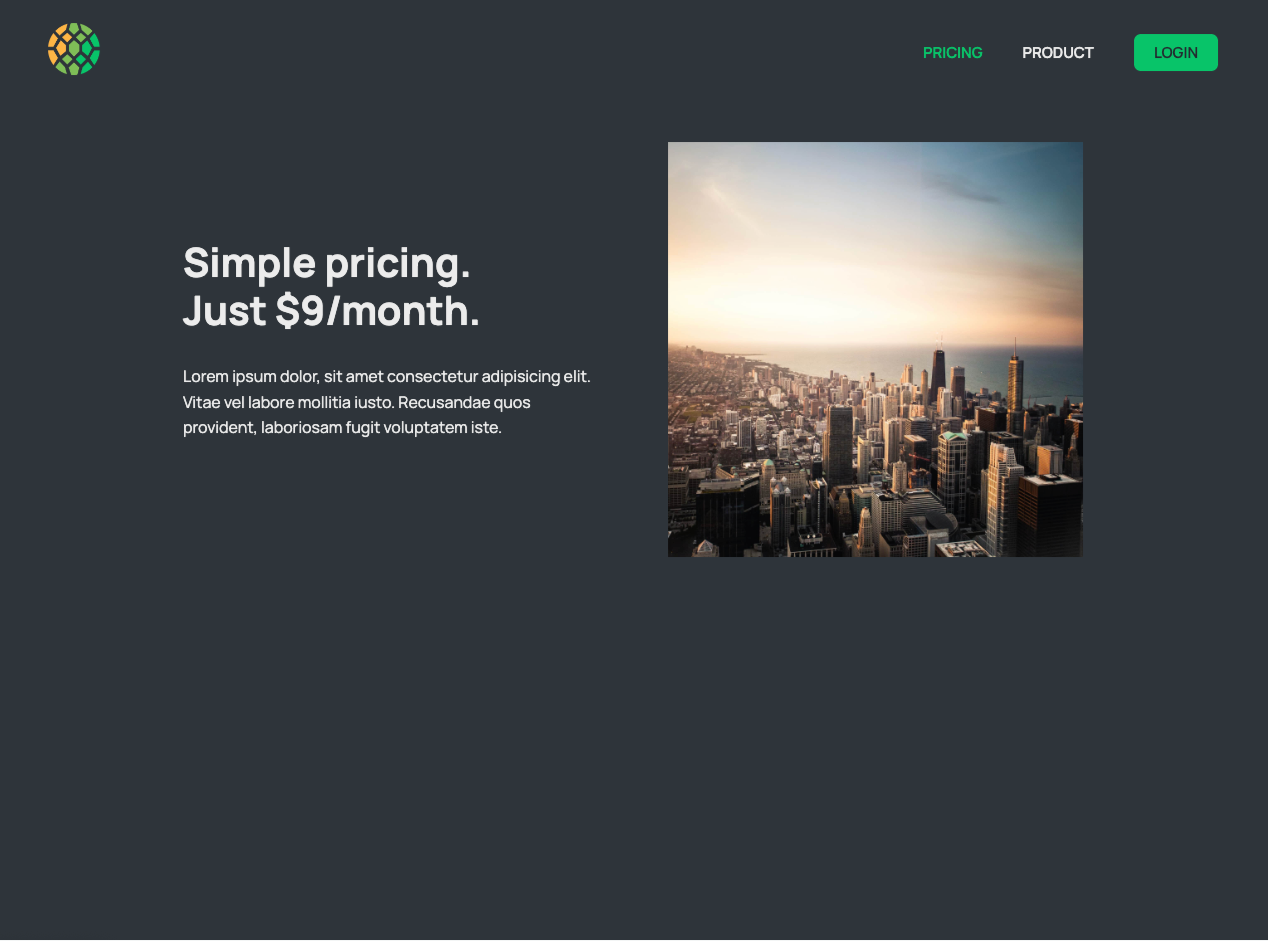 PRICING PRODUCT LOGIN
Simple pricing.
Just $9/month.
Lorem ipsum dolor, sit amet consectetur adipisicing elit.
Vitae vel labore mollitia iusto. Recusandae quos
provident, laboriosam fugit voluptatem iste.